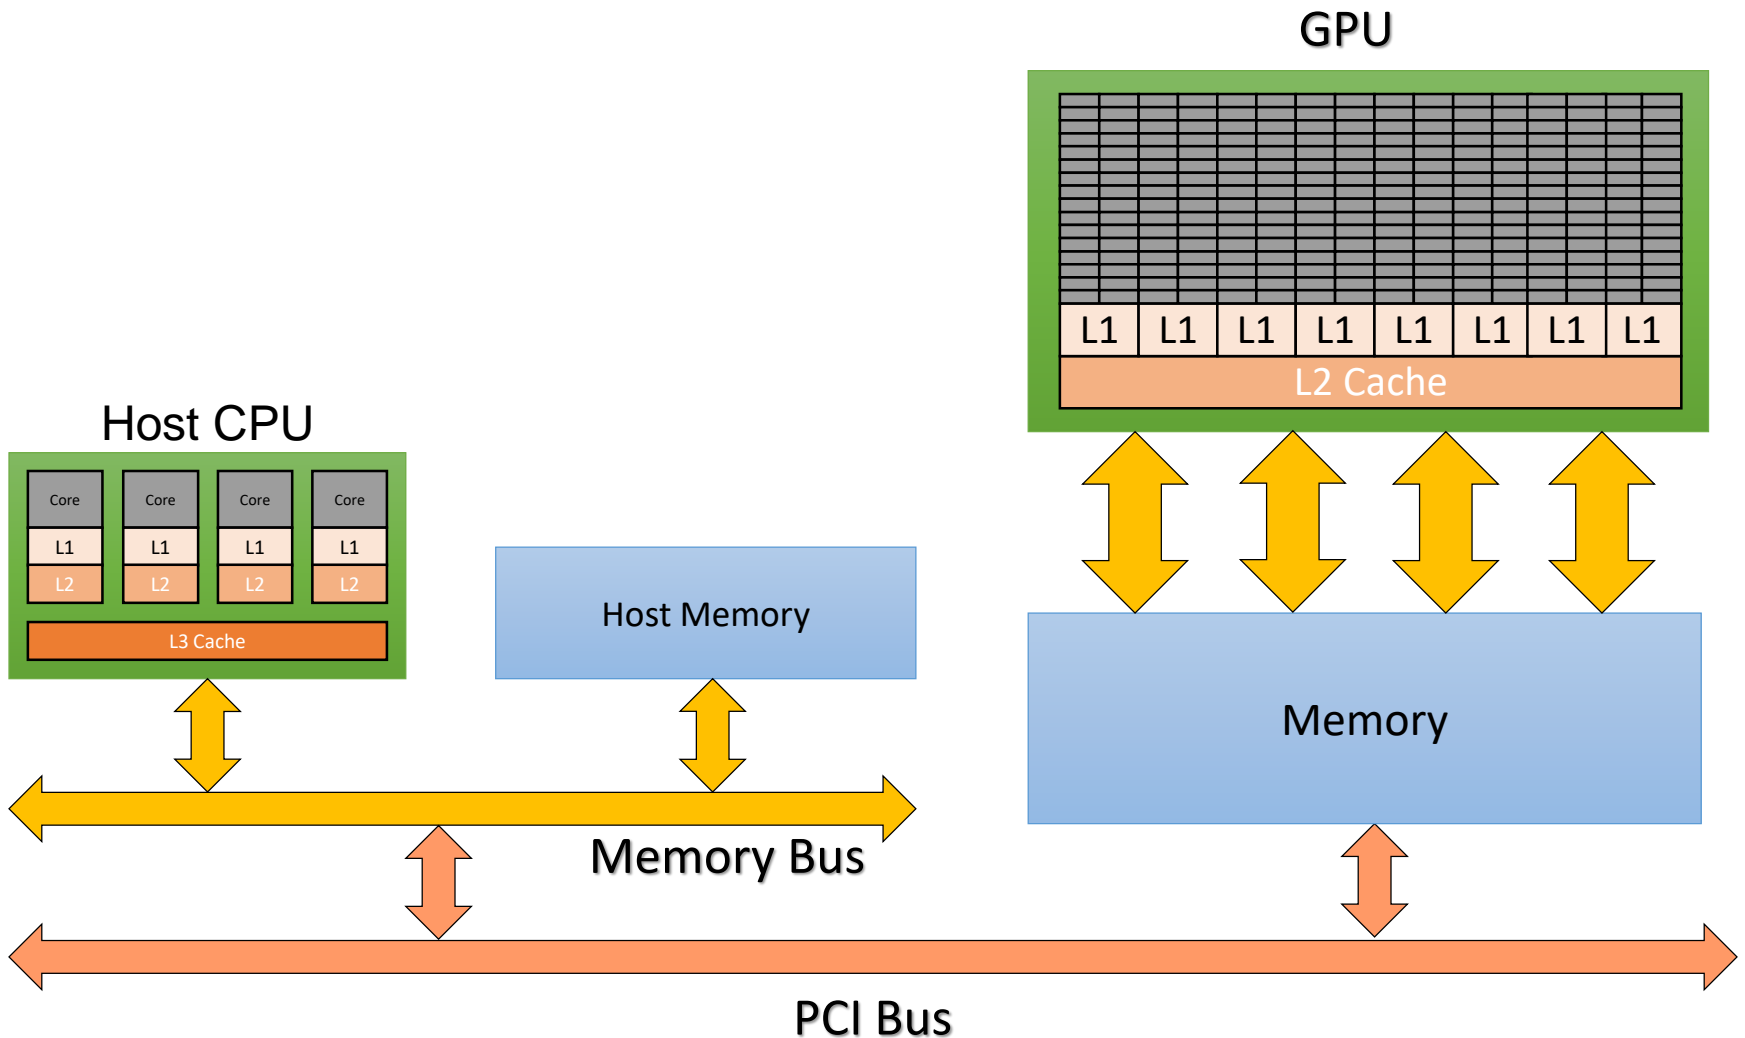 GPU
L1 L1 L1 L1 L1 L1 L1 L1
L2 Cache
Host CPU
Core Core Core Core
L1 L1 L1 L1
L2 L2 L2 L2
L3 Cache
Host Memory
Memory
Memory Bus
PCI Bus